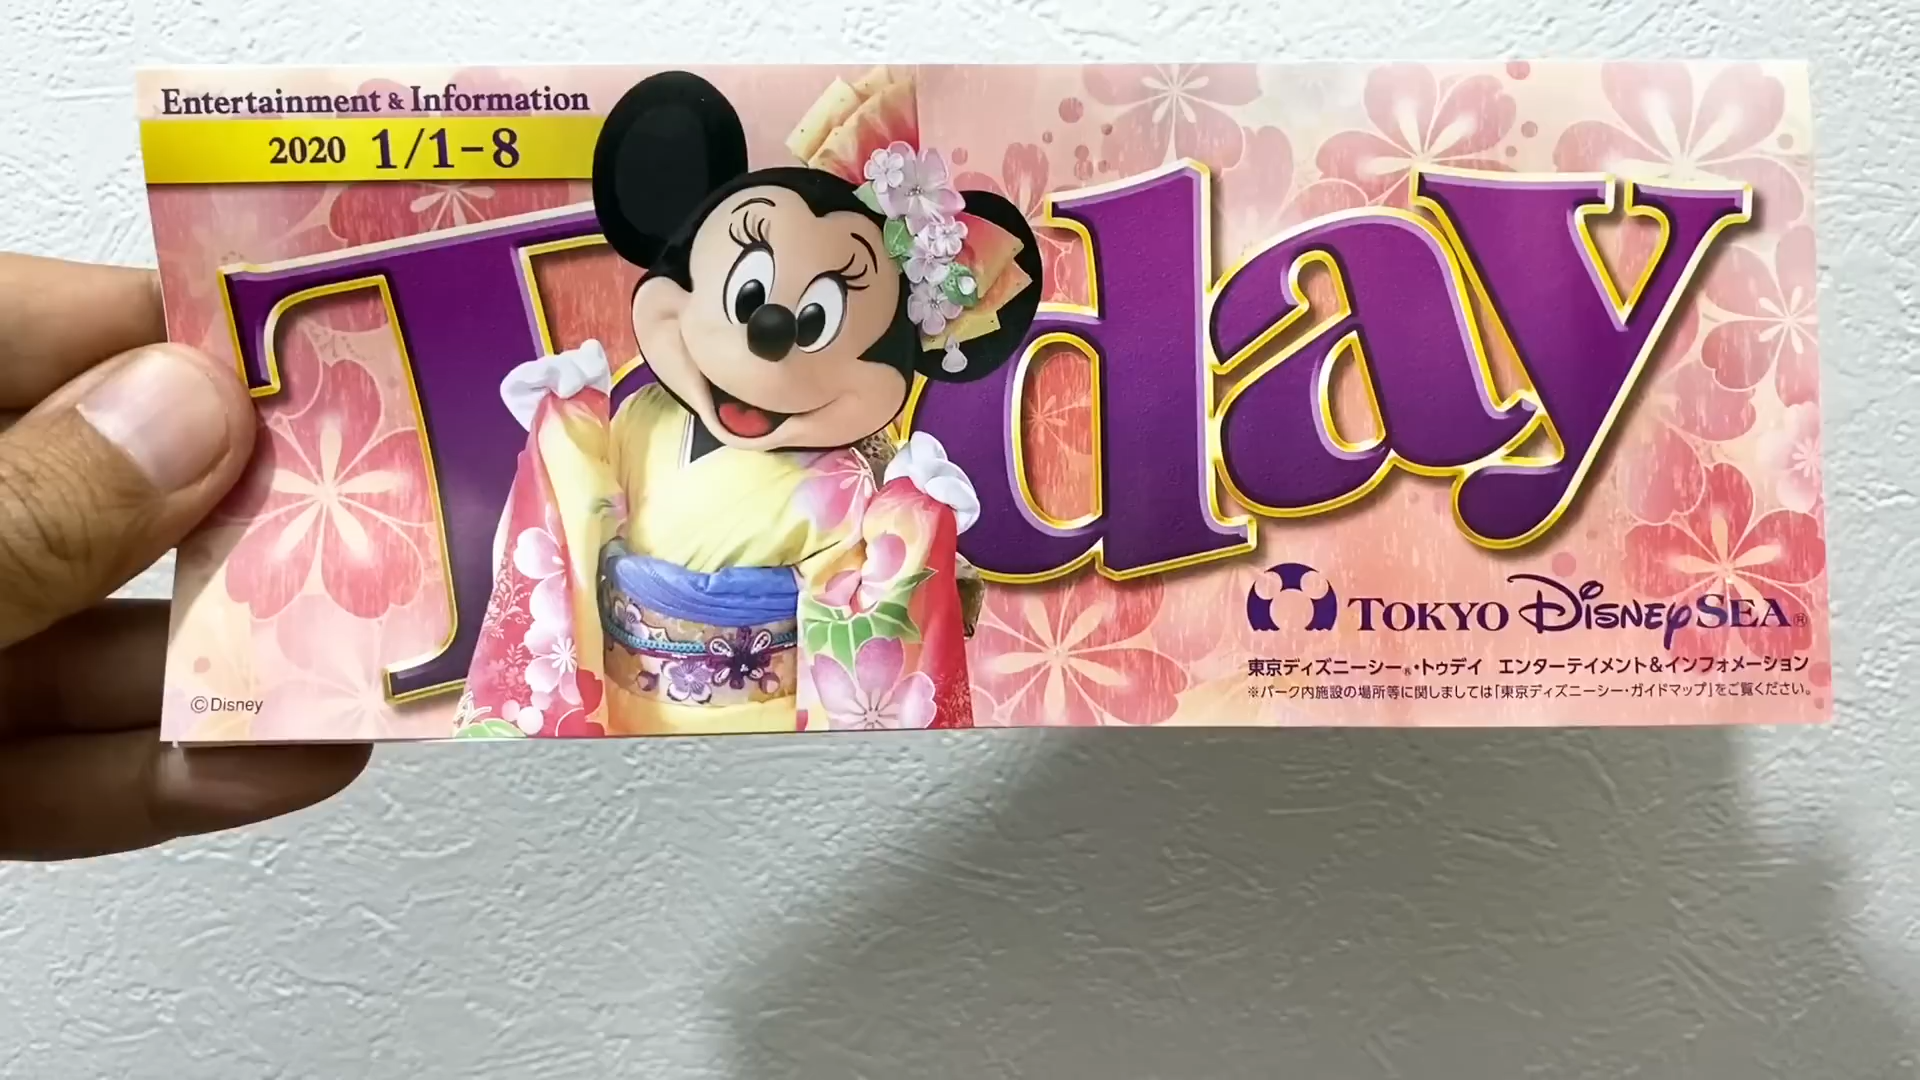 Entertainment & Information
2020 1/1-8
Today
TOKYO DISNEY SEA®
東京ディズニーシー®・トゥデイ エンターテイメント&インフォメーション
※パーク内施設の場所等に関しましては「東京ディズニーシー・ガイドマップ」をご覧ください。
©Disney